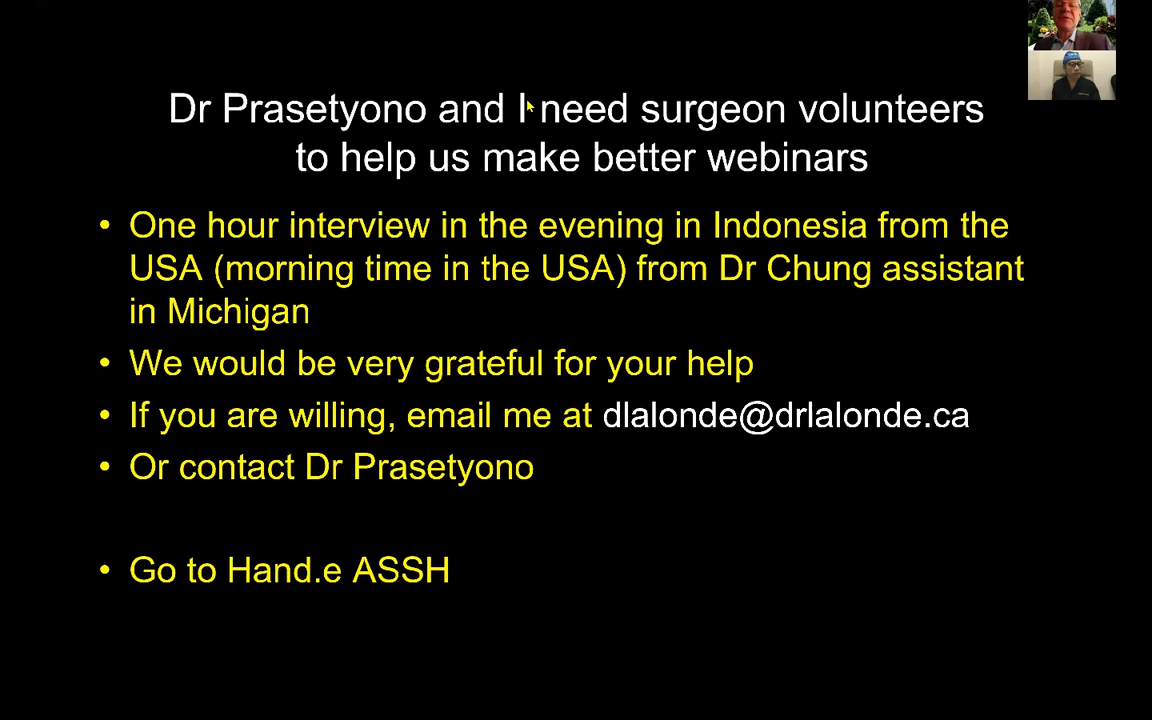 Dr Prasetyono and I need surgeon volunteers
to help us make better webinars
• One hour interview in the evening in Indonesia from the
USA (morning time in the USA) from Dr Chung assistant
in Michigan
• We would be very grateful for your help
• If you are willing, email me at dlalonde@drlalonde.ca
• Or contact Dr Prasetyono
• Go to Hand.e ASSH